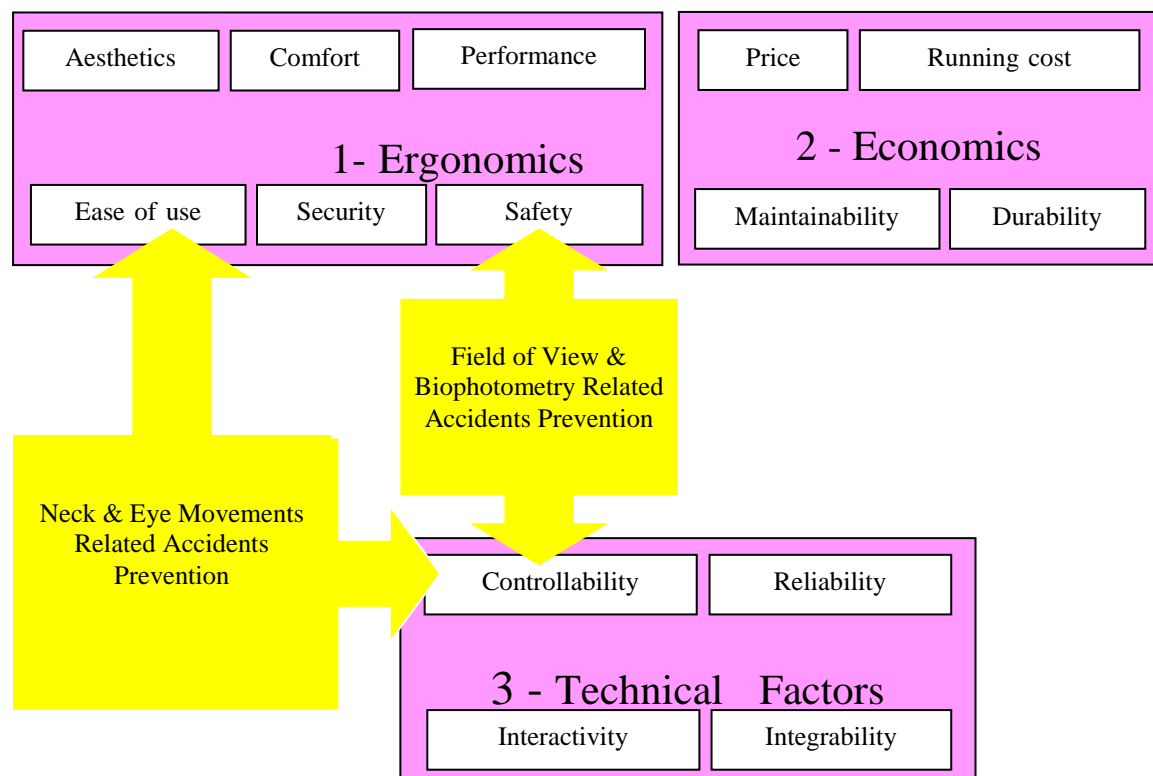 Aesthetics
Comfort
Performance
1- Ergonomics
Ease of use
Security
Safety
Price
Running cost
2 - Economics
Maintainability
Durability
Field of View &
Biophotometry Related
Accidents Prevention
Neck & Eye Movements
Related Accidents
Prevention
Controllability
Reliability
3 - Technical Factors
Interactivity
Integrability